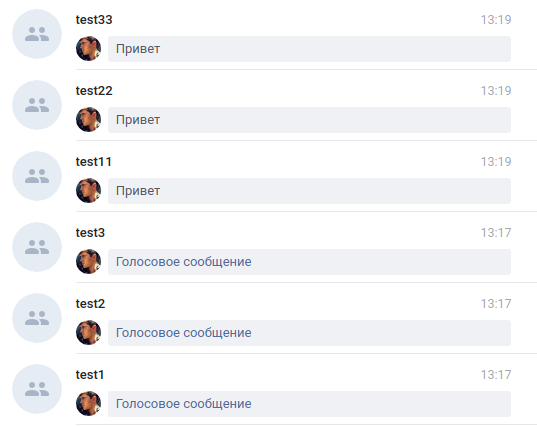 test33 13:19
Привет
test22 13:19
Привет
test11 13:19
Привет
test3 13:17
Голосовое сообщение
test2 13:17
Голосовое сообщение
test1 13:17
Голосовое сообщение